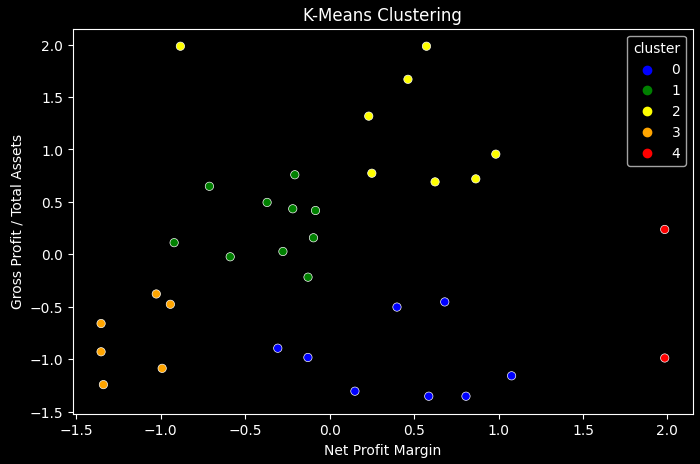 K-Means Clustering
cluster
0
1
2
3
4
Gross Profit / Total Assets
2.0
1.5
1.0
0.5
0.0
−0.5
−1.0
−1.5
−1.5 −1.0 −0.5 0.0 0.5 1.0 1.5 2.0
Net Profit Margin